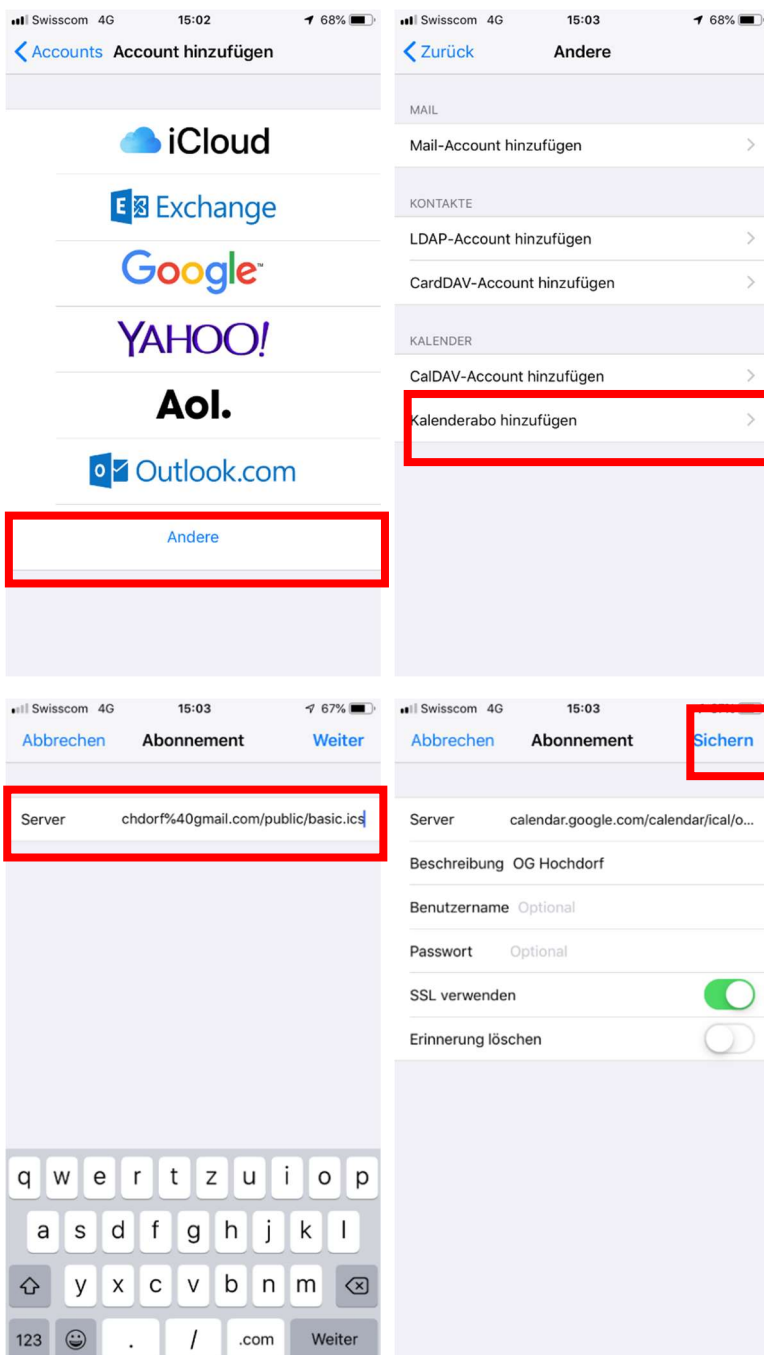 Swisscom 4G 15:02 68%
Accounts Account hinzufügen
iCloud
Exchange
Google
YAHOO!
Aol.
Outlook.com
Andere
Swisscom 4G 15:03 68%
Zurück Andere
MAIL
Mail-Account hinzufügen
KONTAKTE
LDAP-Account hinzufügen
CardDAV-Account hinzufügen
KALENDER
CalDAV-Account hinzufügen
Kalenderabo hinzufügen
Swisscom 4G 15:03 67%
Abbrechen Abonnement Weiter
Server chdorf%40gmail.com/public/basic.ics
q w e r t z u i o p
a s d f g h j k l
y x c v b n m
123 . / .com Weiter
Swisscom 4G 15:03
Abbrechen Abonnement Sichern
Server calendar.google.com/calendar/ical/o...
Beschreibung OG Hochdorf
Benutzername Optional
Passwort Optional
SSL verwenden
Erinnerung löschen